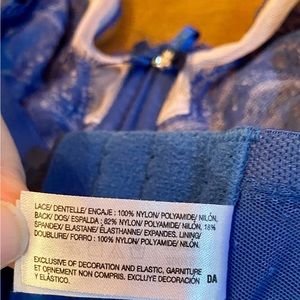 LACE/ DENTELLE/ ENCAJE : 100% NYLON/ POLYAMIDE/ NILÓN,
BACK/ DOS/ ESPALDA : 82% NYLON/ POLYAMIDE/ NILÓN, 18%
SPANDEX/ ELASTANE/ ÉLASTHANNE/ EXPANDEX, LINING/
DOUBLURE/ FORRO : 100% NYLON/ POLYAMIDE/ NILÓN.
EXCLUSIVE OF DECORATION AND ELASTIC, GARNITURE
ET ORNEMENT NON COMPRIS. EXCLUYE DECORACIÓN
Y ELÁSTICO. DA